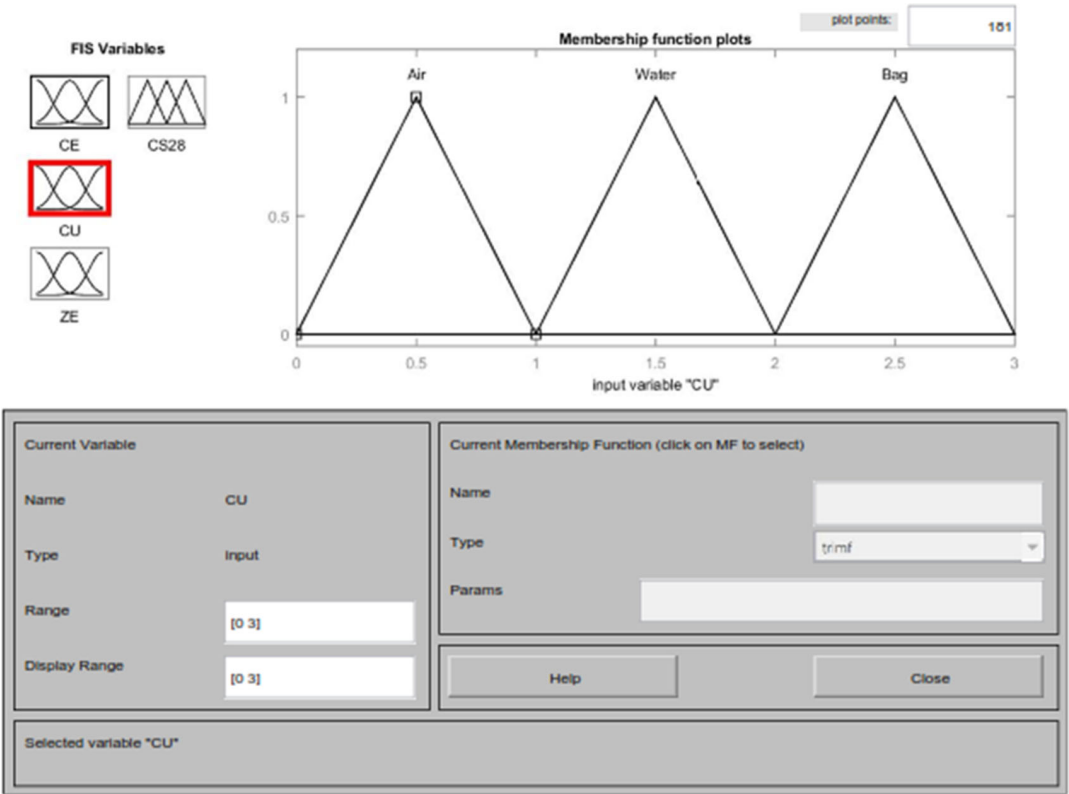 plot points:
181
FIS Variables
Membership function plots
CE
CS28
CU
ZE
Air
Water
Bag
1
0.5
0
0
0.5
1
1.5
2
2.5
3
input variable "CU"
Current Variable
Name
CU
Type
Input
Range
[0 3]
Display Range
[0 3]
Current Membership Function (click on MF to select)
Name
Type
trimf
Params
Help
Close
Selected variable "CU"